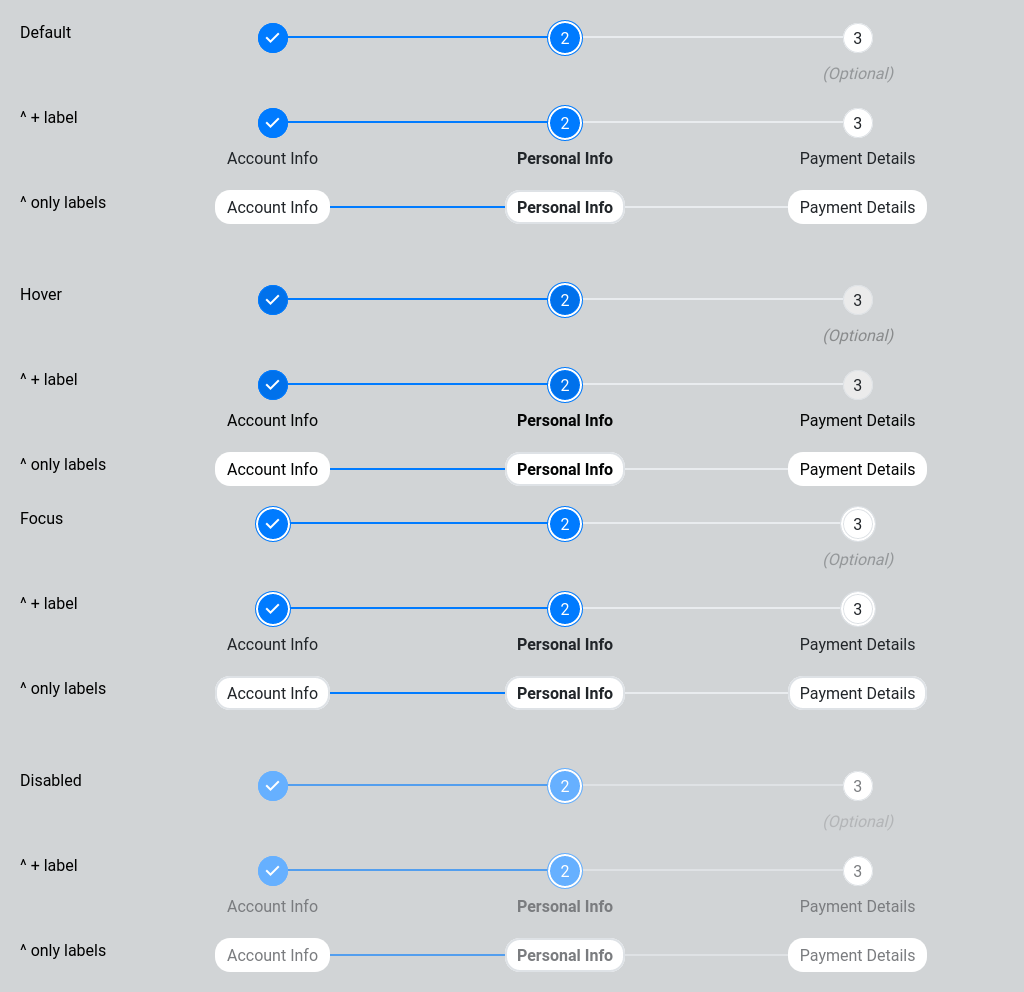 Default 2 3
(Optional)
^ + label 2 3
Account Info Personal Info Payment Details
^ only labels Account Info Personal Info Payment Details
Hover 2 3
(Optional)
^ + label 2 3
Account Info Personal Info Payment Details
^ only labels Account Info Personal Info Payment Details
Focus 2 3
(Optional)
^ + label 2 3
Account Info Personal Info Payment Details
^ only labels Account Info Personal Info Payment Details
Disabled 2 3
(Optional)
^ + label 2 3
Account Info Personal Info Payment Details
^ only labels Account Info Personal Info Payment Details